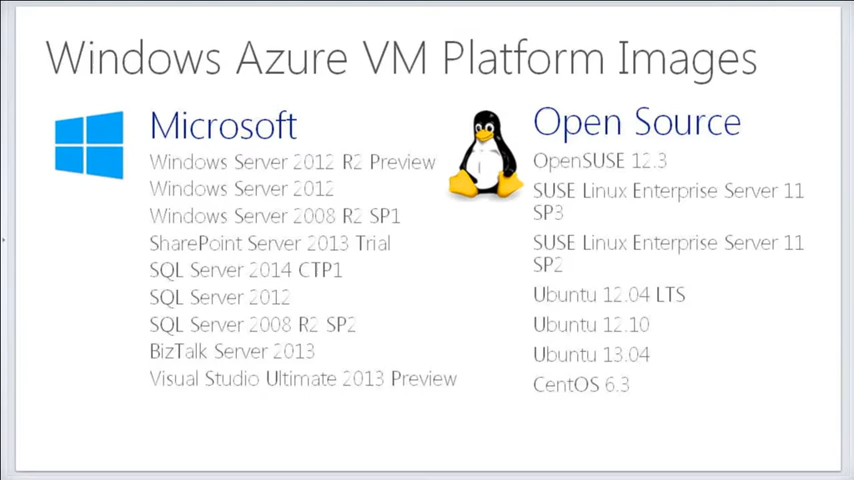 Windows Azure VM Platform Images
Microsoft
Windows Server 2012 R2 Preview
Windows Server 2012
Windows Server 2008 R2 SP1
SharePoint Server 2013 Trial
SQL Server 2014 CTP1
SQL Server 2012
SQL Server 2008 R2 SP2
BizTalk Server 2013
Visual Studio Ultimate 2013 Preview
Open Source
OpenSUSE 12.3
SUSE Linux Enterprise Server 11
SP3
SUSE Linux Enterprise Server 11
SP2
Ubuntu 12.04 LTS
Ubuntu 12.10
Ubuntu 13.04
CentOS 6.3